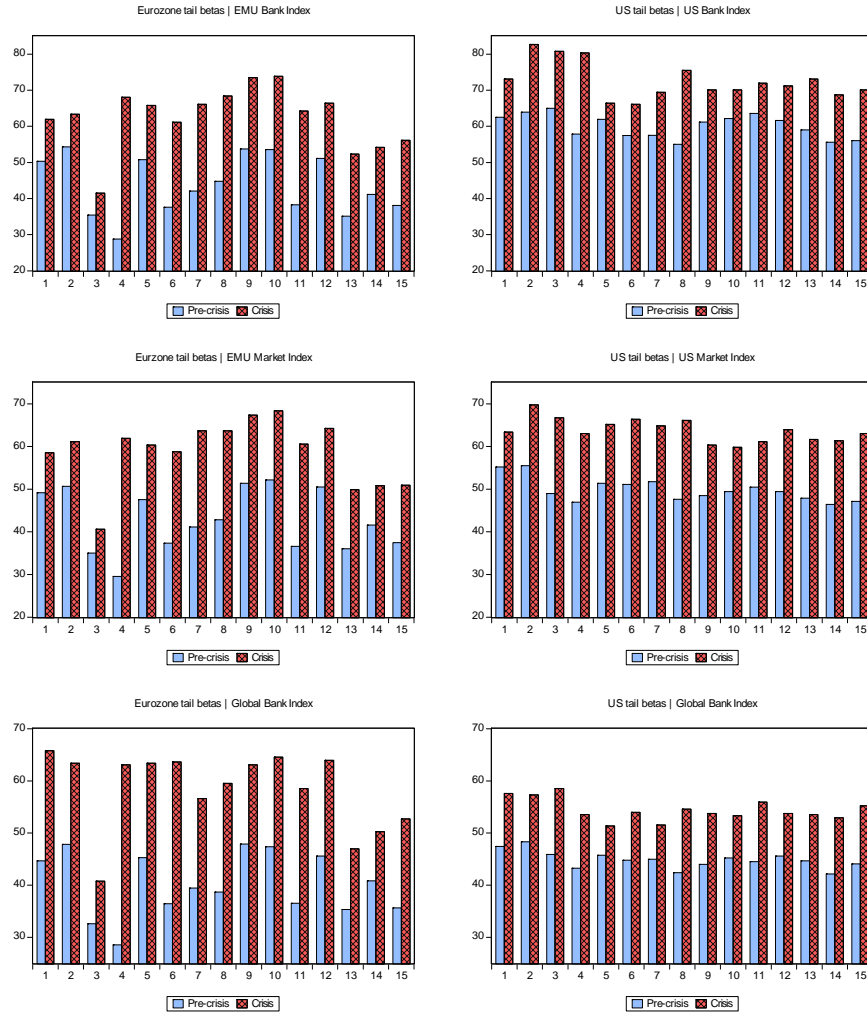 Eurozone tail betas | EMU Bank Index
80
70
60
50
40
30
20
1 2 3 4 5 6 7 8 9 10 11 12 13 14 15
Pre-crisis Crisis
US tail betas | US Bank Index
80
70
60
50
40
30
20
1 2 3 4 5 6 7 8 9 10 11 12 13 14 15
Pre-crisis Crisis
Eurzone tail betas | EMU Market Index
70
60
50
40
30
20
1 2 3 4 5 6 7 8 9 10 11 12 13 14 15
Pre-crisis Crisis
US tail betas | US Market Index
70
60
50
40
30
20
1 2 3 4 5 6 7 8 9 10 11 12 13 14 15
Pre-crisis Crisis
Eurozone tail betas | Global Bank Index
70
60
50
40
30
1 2 3 4 5 6 7 8 9 10 11 12 13 14 15
Pre-crisis Crisis
US tail betas | Global Bank Index
70
60
50
40
30
1 2 3 4 5 6 7 8 9 10 11 12 13 14 15
Pre-crisis Crisis